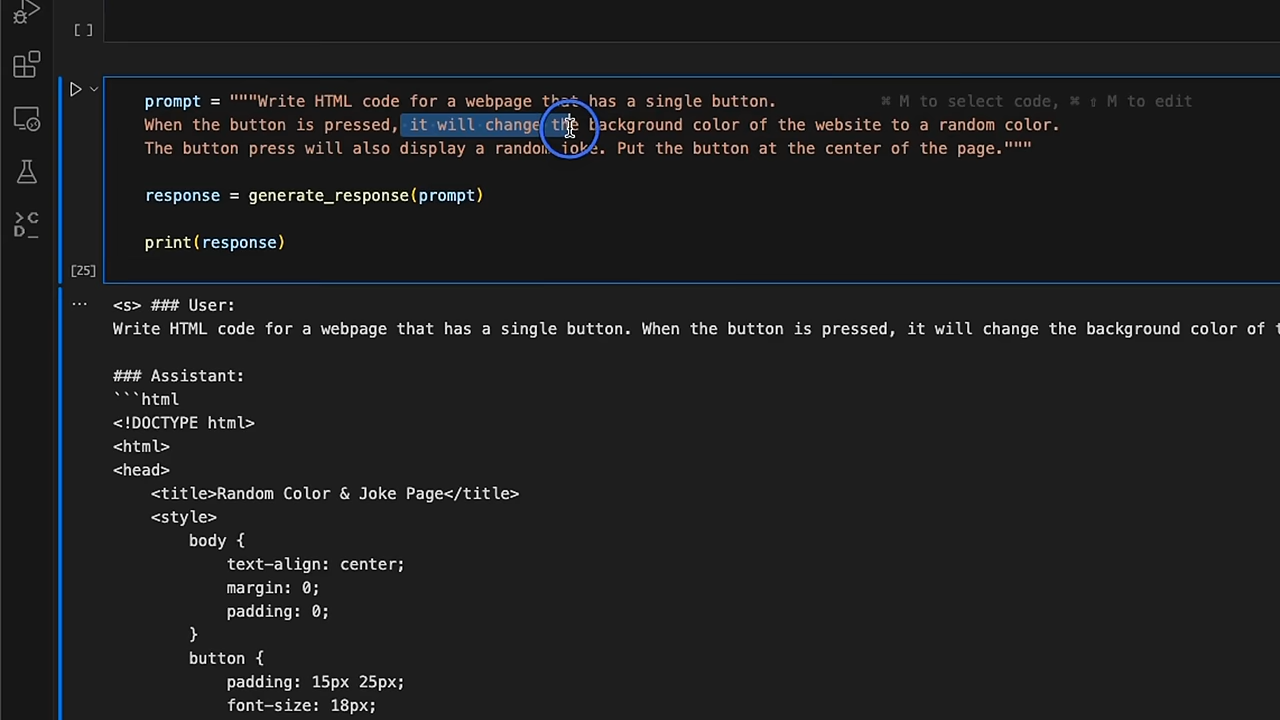 [ ]
prompt = """Write HTML code for a webpage that has a single button. ⌘ M to select code, ⌘ ⇧ M to edit
When the button is pressed, it will change the background color of the website to a random color.
The button press will also display a random joke. Put the button at the center of the page."""
response = generate_response(prompt)
print(response)
[25]
... <s> ### User:
Write HTML code for a webpage that has a single button. When the button is pressed, it will change the background color of
### Assistant:
```html
<!DOCTYPE html>
<html>
<head>
<title>Random Color & Joke Page</title>
<style>
body {
text-align: center;
margin: 0;
padding: 0;
}
button {
padding: 15px 25px;
font-size: 18px;